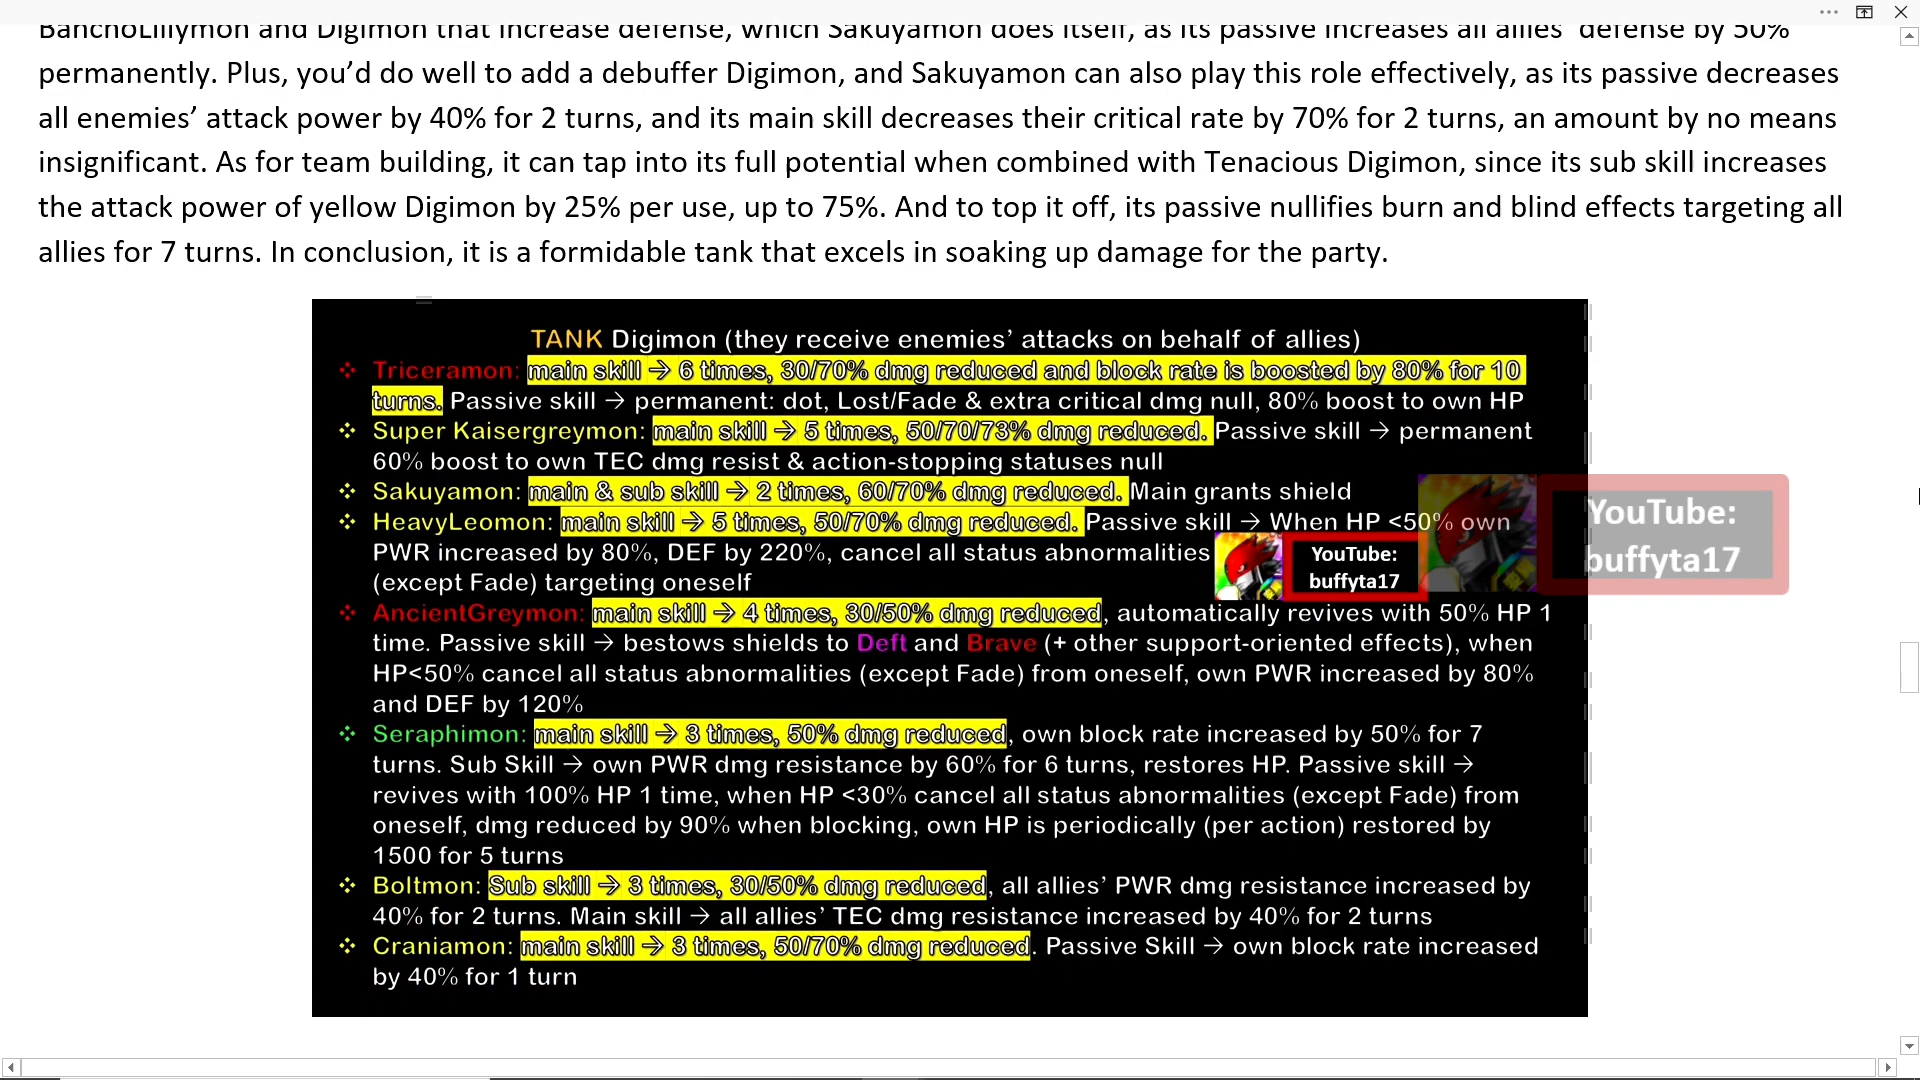 BanchoLillymon and Digimon that increase defense, which Sakuyamon does itself, as its passive increases all allies’ defense by 50%
permanently. Plus, you’d do well to add a debuffer Digimon, and Sakuyamon can also play this role effectively, as its passive decreases
all enemies’ attack power by 40% for 2 turns, and its main skill decreases their critical rate by 70% for 2 turns, an amount by no means
insignificant. As for team building, it can tap into its full potential when combined with Tenacious Digimon, since its sub skill increases
the attack power of yellow Digimon by 25% per use, up to 75%. And to top it off, its passive nullifies burn and blind effects targeting all
allies for 7 turns. In conclusion, it is a formidable tank that excels in soaking up damage for the party.
TANK Digimon (they receive enemies’ attacks on behalf of allies)
❖ Triceramon: main skill → 6 times, 30/70% dmg reduced and block rate is boosted by 80% for 10
turns. Passive skill → permanent: dot, Lost/Fade & extra critical dmg null, 80% boost to own HP
❖ Super Kaisergreymon: main skill → 5 times, 50/70/73% dmg reduced. Passive skill → permanent
60% boost to own TEC dmg resist & action-stopping statuses null
❖ Sakuyamon: main & sub skill → 2 times, 60/70% dmg reduced. Main grants shield
❖ HeavyLeomon: main skill → 5 times, 50/70% dmg reduced. Passive skill → When HP <50% own
PWR increased by 80%, DEF by 220%, cancel all status abnormalities
(except Fade) targeting oneself
YouTube:
buffyta17
YouTube:
buffyta17
❖ AncientGreymon: main skill → 4 times, 30/50% dmg reduced, automatically revives with 50% HP 1
time. Passive skill → bestows shields to Deft and Brave (+ other support-oriented effects), when
HP<50% cancel all status abnormalities (except Fade) from oneself, own PWR increased by 80%
and DEF by 120%
❖ Seraphimon: main skill → 3 times, 50% dmg reduced, own block rate increased by 50% for 7
turns. Sub Skill → own PWR dmg resistance by 60% for 6 turns, restores HP. Passive skill →
revives with 100% HP 1 time, when HP <30% cancel all status abnormalities (except Fade) from
oneself, dmg reduced by 90% when blocking, own HP is periodically (per action) restored by
1500 for 5 turns
❖ Boltmon: Sub skill → 3 times, 30/50% dmg reduced, all allies’ PWR dmg resistance increased by
40% for 2 turns. Main skill → all allies’ TEC dmg resistance increased by 40% for 2 turns
❖ Craniamon: main skill → 3 times, 50/70% dmg reduced. Passive Skill → own block rate increased
by 40% for 1 turn